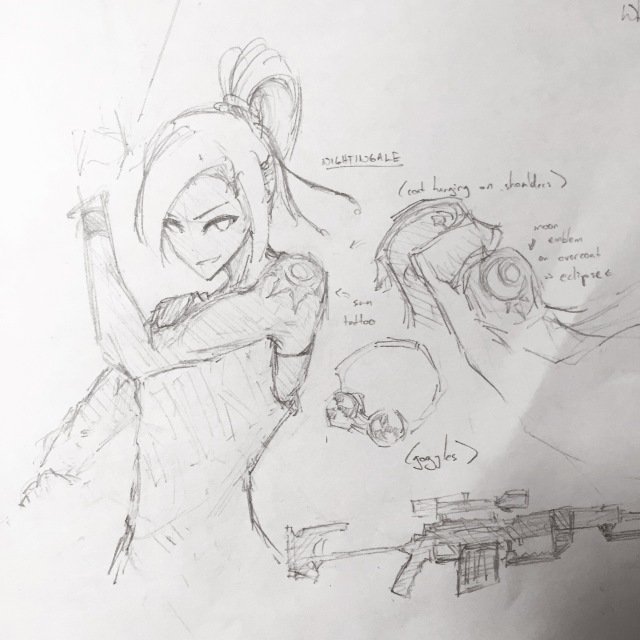 NIGHTINGALE
(coat hanging on shoulders)
moon
emblem
on overcoat
→ eclipse
← sun
tattoo
(goggles)